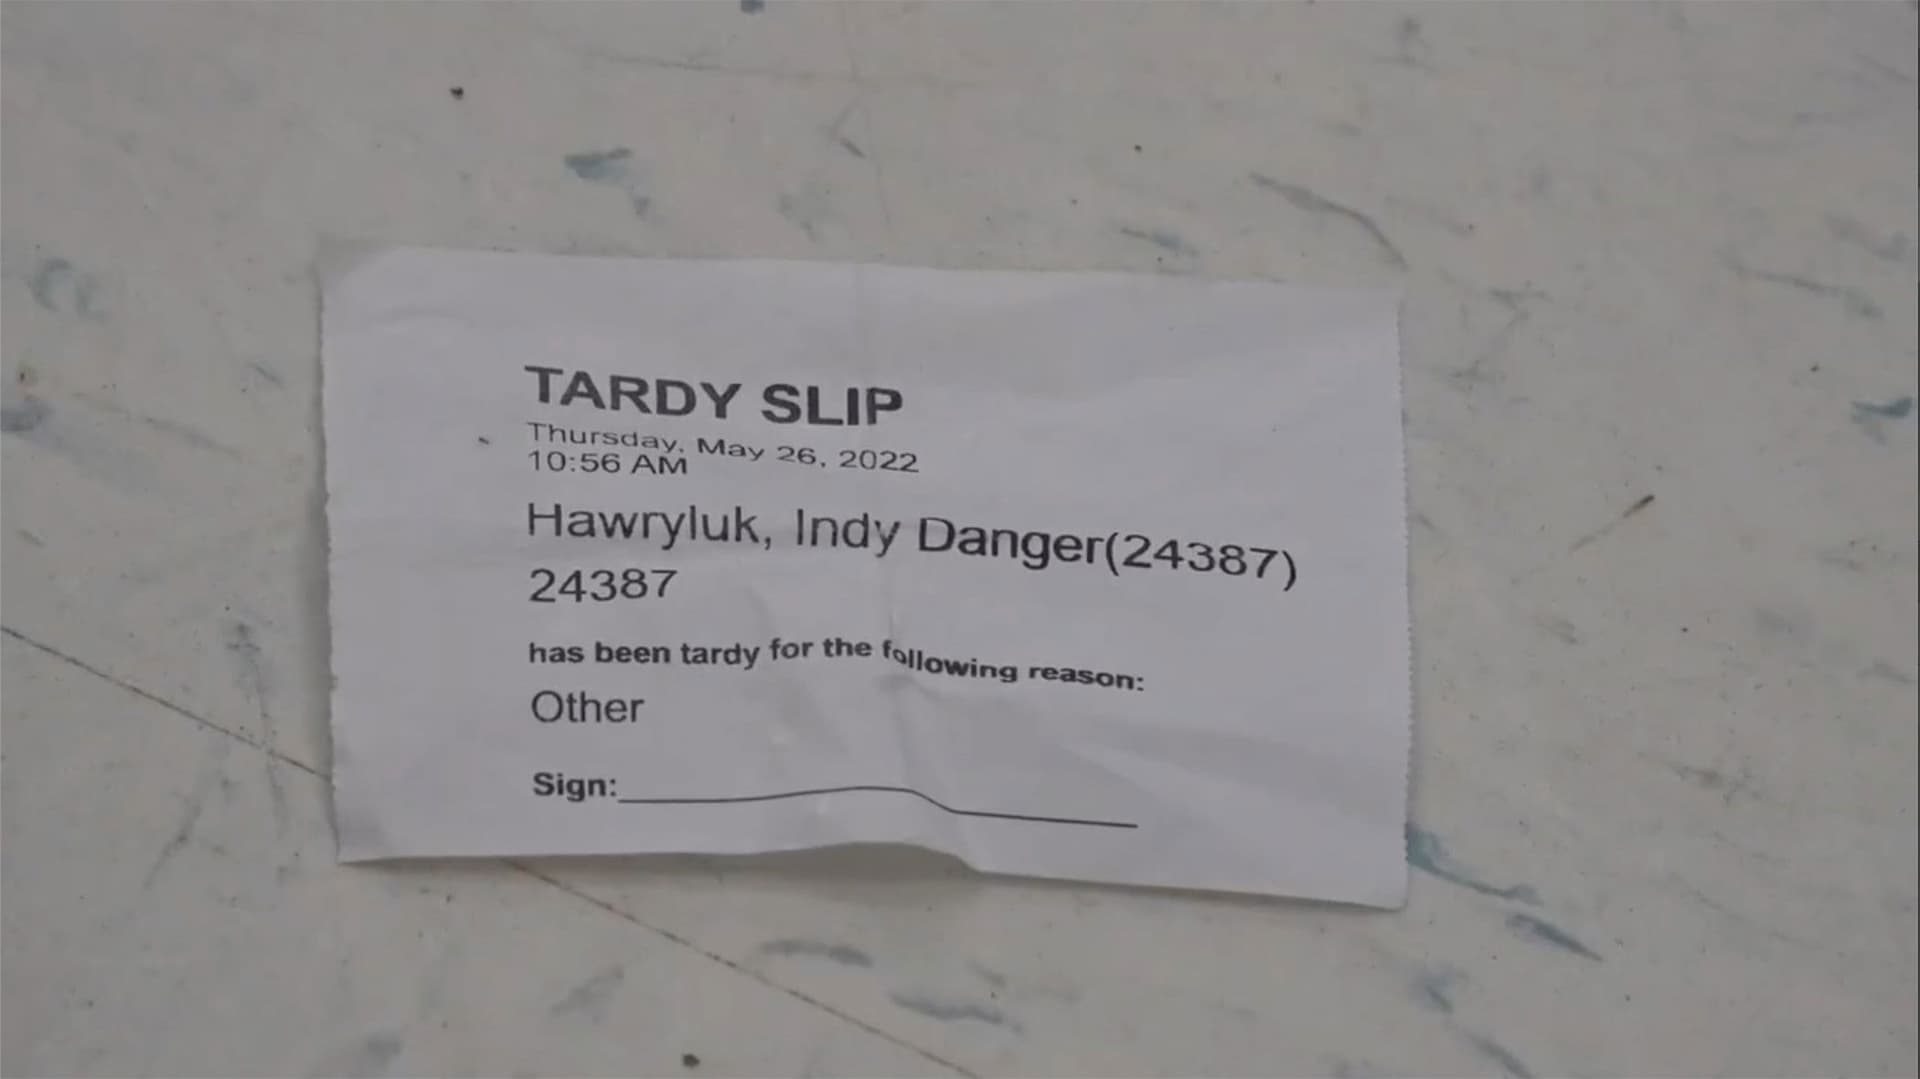 TARDY SLIP
Thursday, May 26, 2022
10:56 AM
Hawryluk, Indy Danger(24387)
24387
has been tardy for the following reason:
Other
Sign: